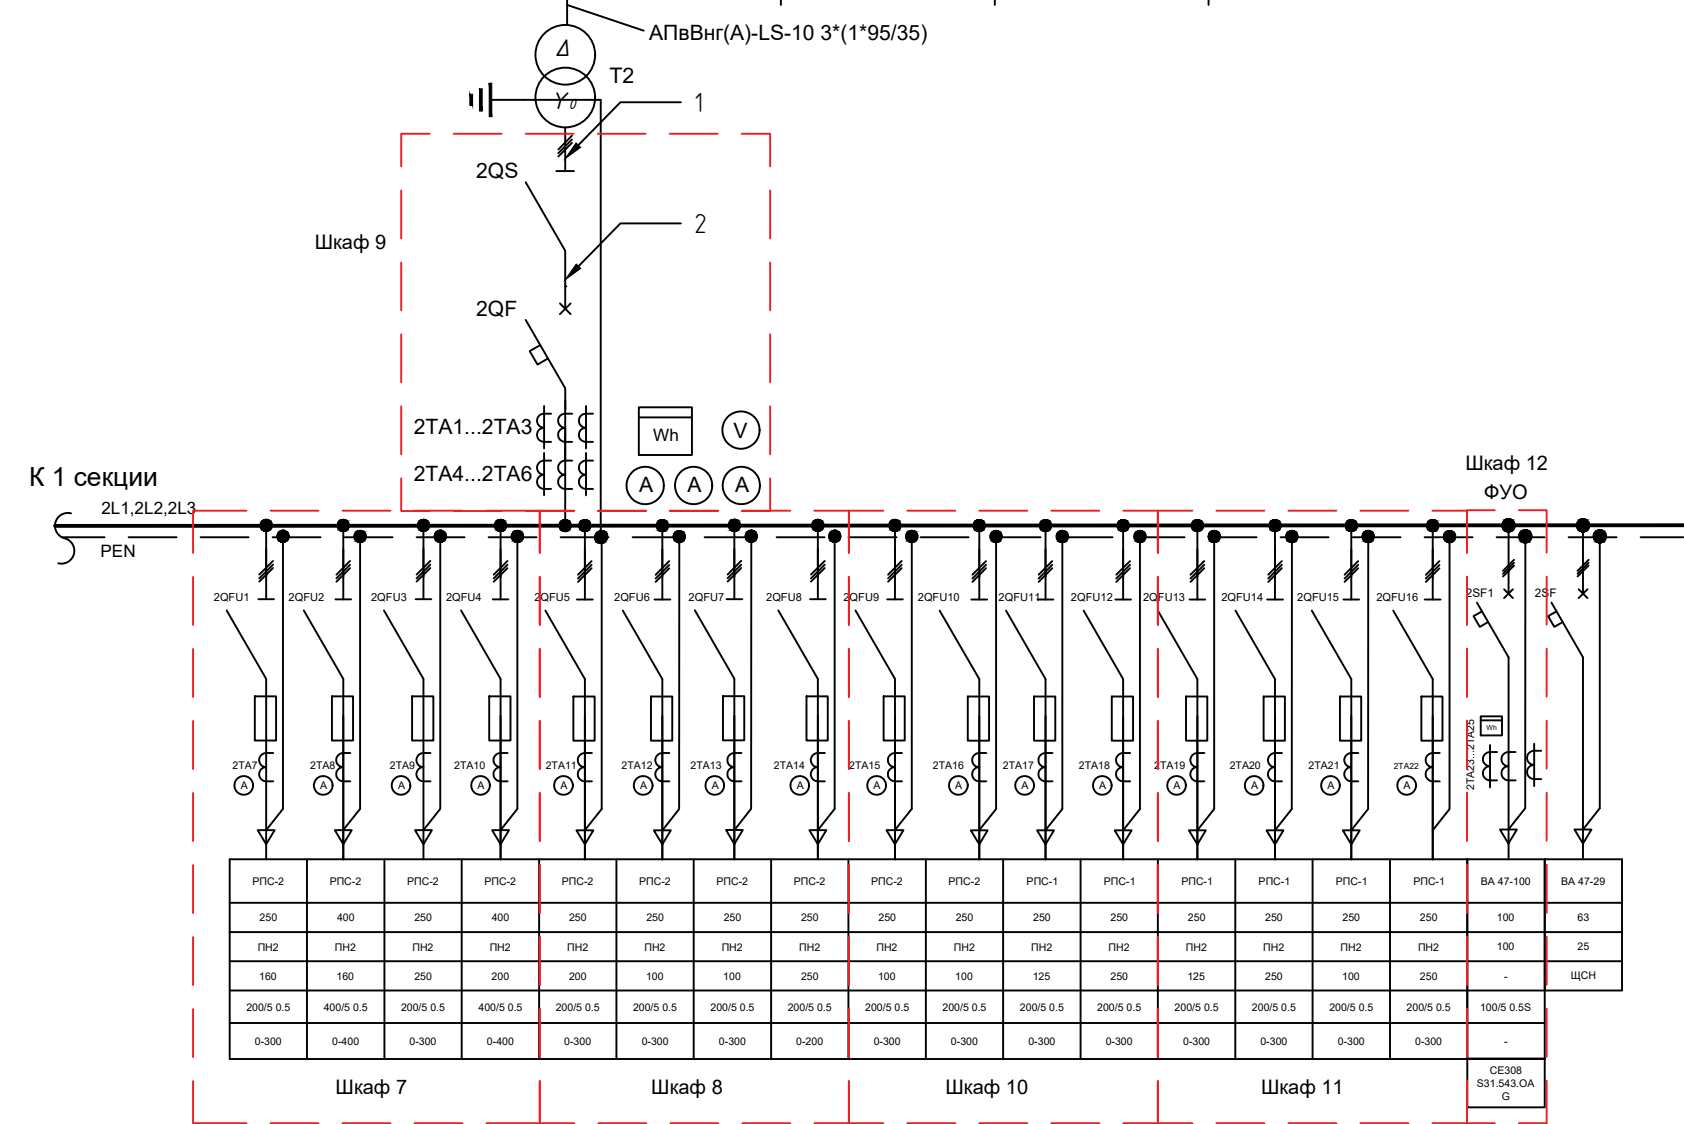 АПвВнг(А)-LS-10 3*(1*95/35)
Δ
T2
Y0
1
2QS
2
Шкаф 9
2QF
2TA1...2TA3
Wh
V
2TA4...2TA6
A A A
К 1 секции
Шкаф 12
ФУО
2L1,2L2,2L3
PEN
2QFU1 2QFU2 2QFU3 2QFU4 2QFU5 2QFU6 2QFU7 2QFU8 2QFU9 2QFU10 2QFU11 2QFU12 2QFU13 2QFU14 2QFU15 2QFU16 2SF1 2SF
Wh
2TA23...2TA25
2TA7 2TA8 2TA9 2TA10 2TA11 2TA12 2TA13 2TA14 2TA15 2TA16 2TA17 2TA18 2TA19 2TA20 2TA21 2TA22
A A A A A A A A A A A A A A A A
РПС-2 РПС-2 РПС-2 РПС-2 РПС-2 РПС-2 РПС-2 РПС-2 РПС-2 РПС-2 РПС-1 РПС-1 РПС-1 РПС-1 РПС-1 РПС-1 ВА 47-100 ВА 47-29
250 400 250 400 250 250 250 250 250 250 250 250 250 250 250 250 100 63
ПН2 ПН2 ПН2 ПН2 ПН2 ПН2 ПН2 ПН2 ПН2 ПН2 ПН2 ПН2 ПН2 ПН2 ПН2 ПН2 100 25
160 160 250 200 200 100 100 250 100 100 125 250 125 250 100 250 - ЩСН
200/5 0.5 400/5 0.5 200/5 0.5 400/5 0.5 200/5 0.5 200/5 0.5 200/5 0.5 200/5 0.5 200/5 0.5 200/5 0.5 200/5 0.5 200/5 0.5 200/5 0.5 200/5 0.5 200/5 0.5 200/5 0.5 100/5 0.5S
0-300 0-400 0-300 0-400 0-300 0-300 0-300 0-200 0-300 0-300 0-300 0-300 0-300 0-300 0-300 0-300 -
CE308
S31.543.OA
G
Шкаф 7 Шкаф 8 Шкаф 10 Шкаф 11